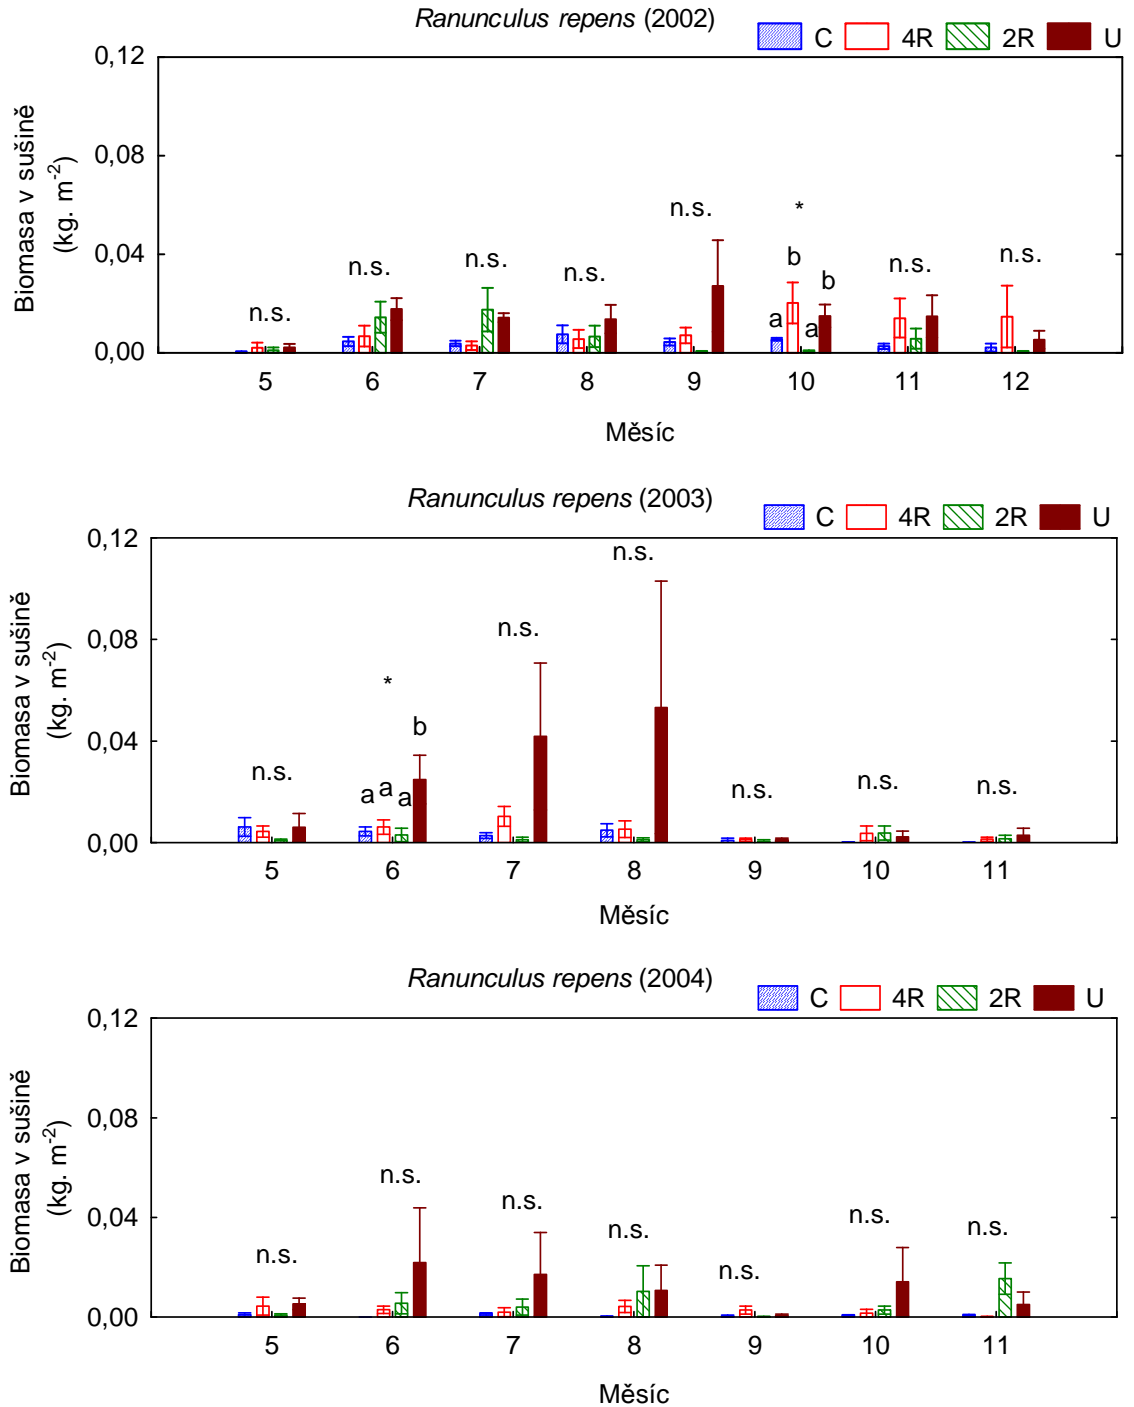 Ranunculus repens (2002)
C 4R 2R U
Biomasa v sušině
(kg. m-2)
0,12
0,08
0,04
0,00
n.s. n.s. n.s. n.s. n.s. * n.s. n.s.
a b a b
5 6 7 8 9 10 11 12
Měsíc
Ranunculus repens (2003)
C 4R 2R U
Biomasa v sušině
(kg. m-2)
0,12
0,08
0,04
0,00
n.s. * n.s. n.s. n.s. n.s. n.s.
a a a b
5 6 7 8 9 10 11
Měsíc
Ranunculus repens (2004)
C 4R 2R U
Biomasa v sušině
(kg. m-2)
0,12
0,08
0,04
0,00
n.s. n.s. n.s. n.s. n.s. n.s. n.s.
5 6 7 8 9 10 11
Měsíc